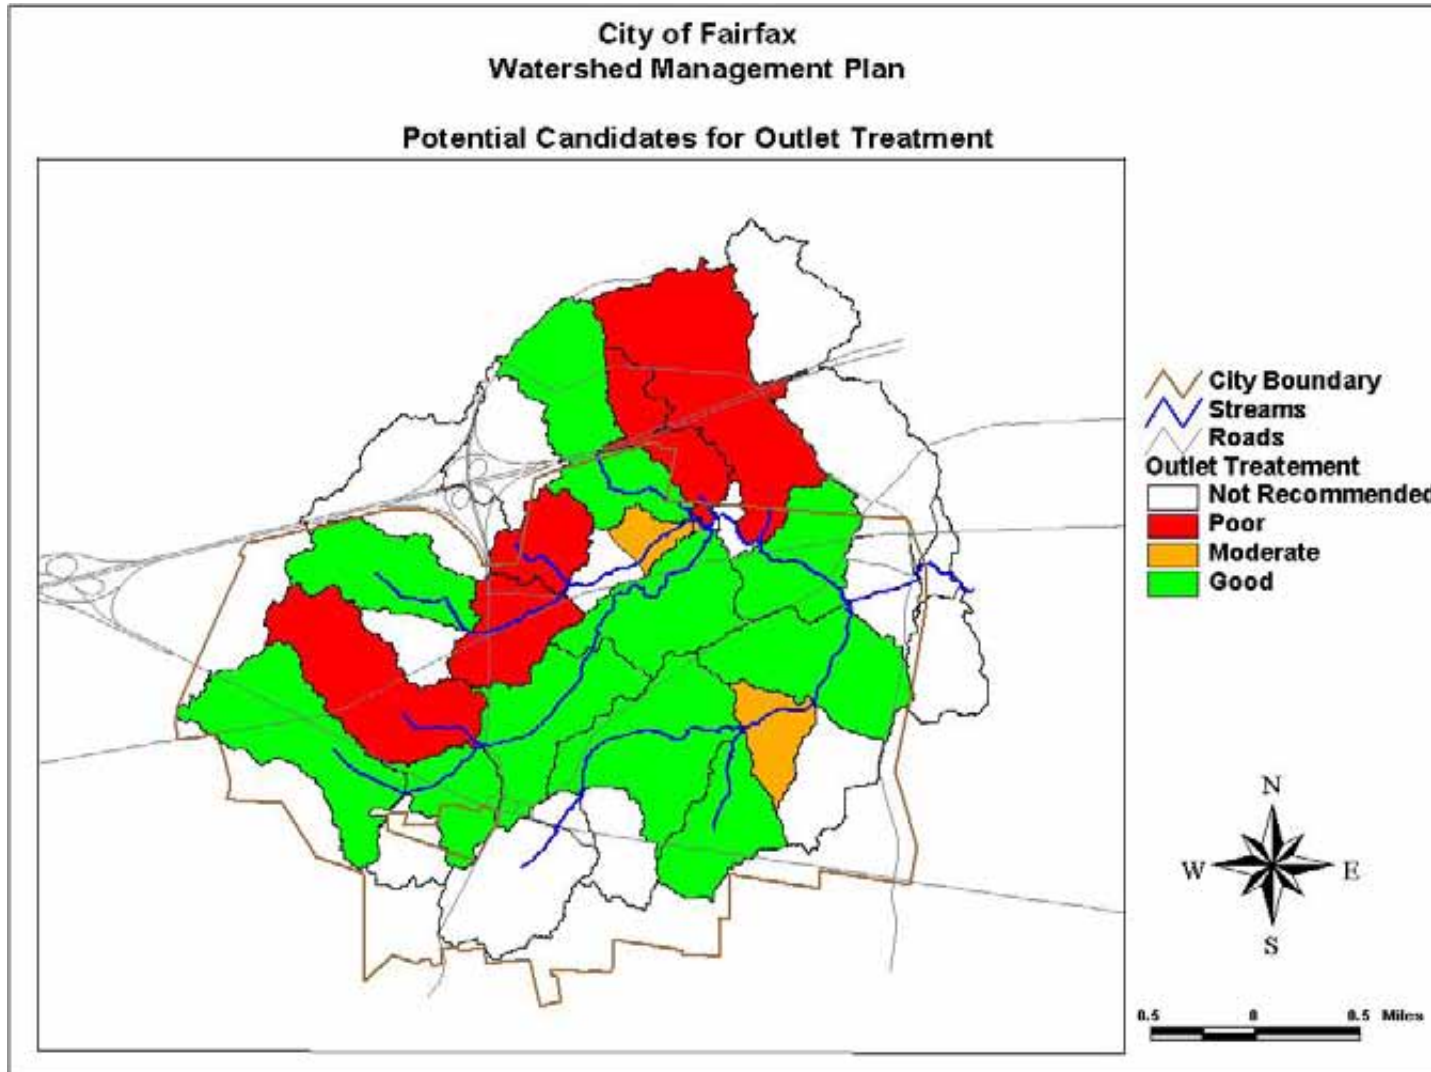 City of Fairfax
Watershed Management Plan
Potential Candidates for Outlet Treatment
City Boundary
Streams
Roads
Outlet Treatement
Not Recommended
Poor
Moderate
Good
N
W E
S
0.5 0 0.5 Miles